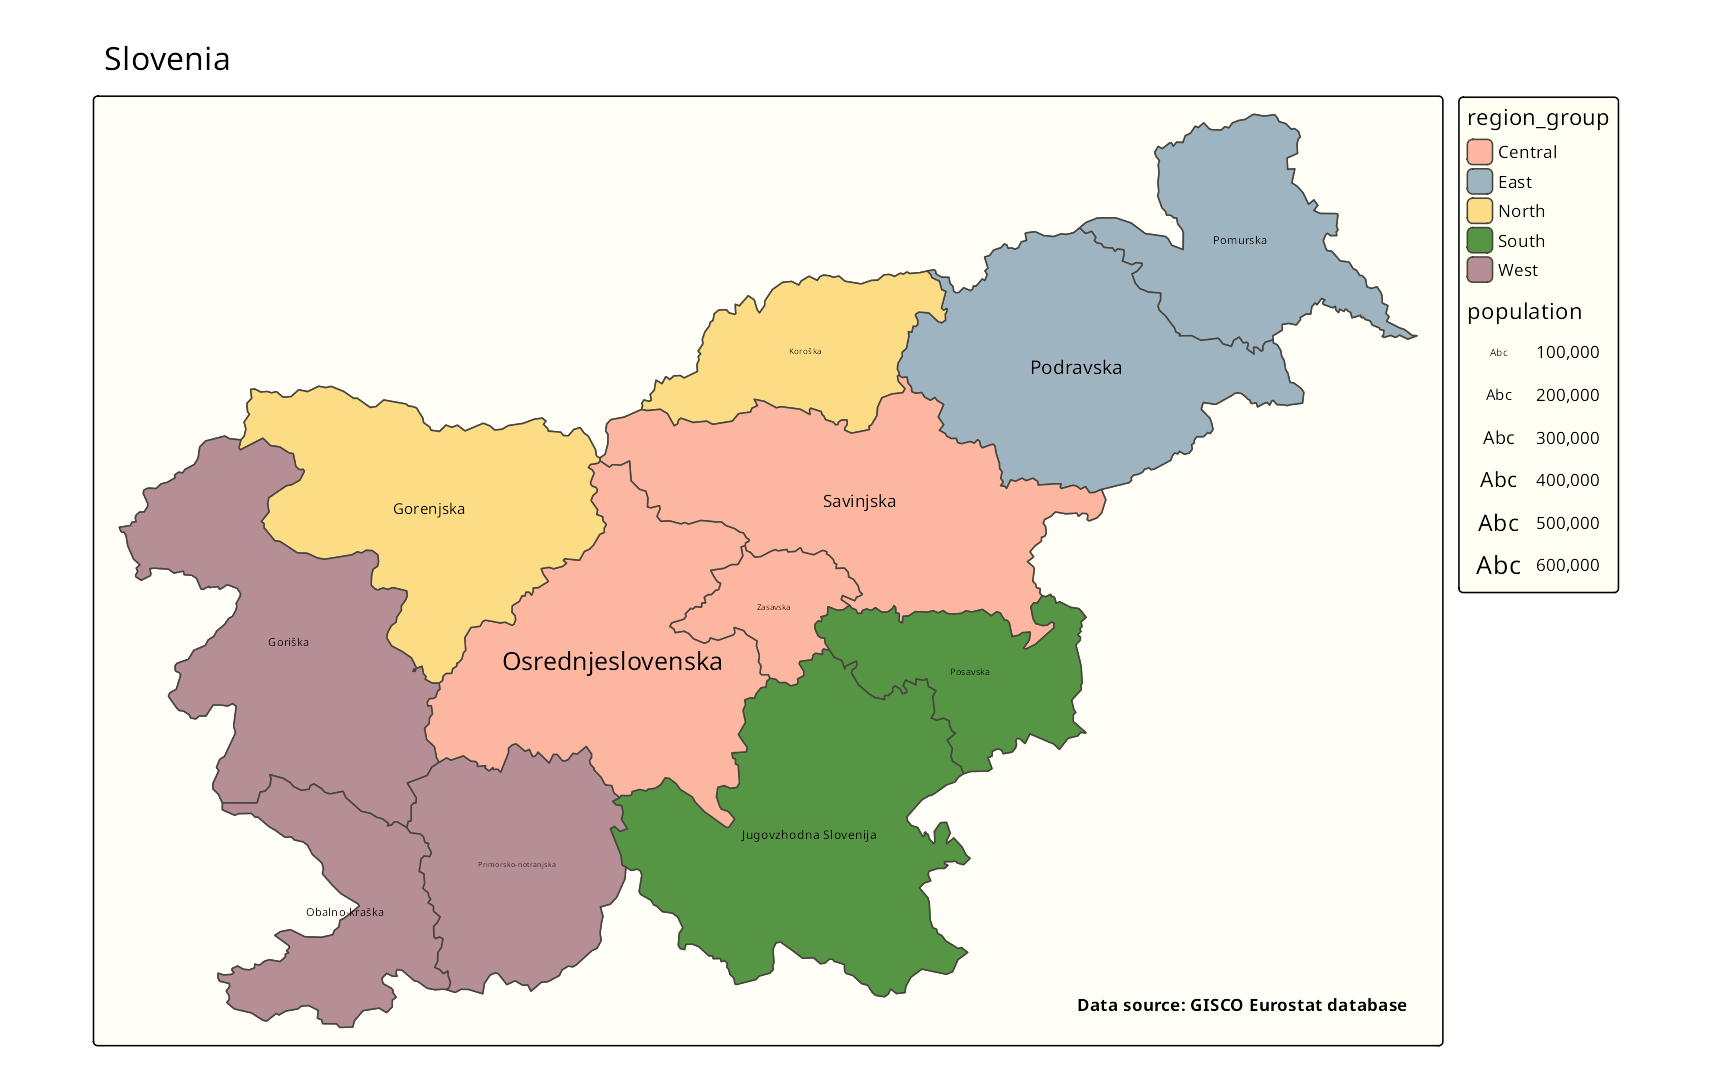 Slovenia
region_group
Central
East
North
South
West
population
Abc 100,000
Abc 200,000
Abc 300,000
Abc 400,000
Abc 500,000
Abc 600,000
Pomurska
Koroška
Podravska
Savinjska
Gorenjska
Zasavska
Goriška
Osrednjeslovenska
Posavska
Jugovzhodna Slovenija
Primorsko-notranjska
Obalno-kraška
Data source: GISCO Eurostat database